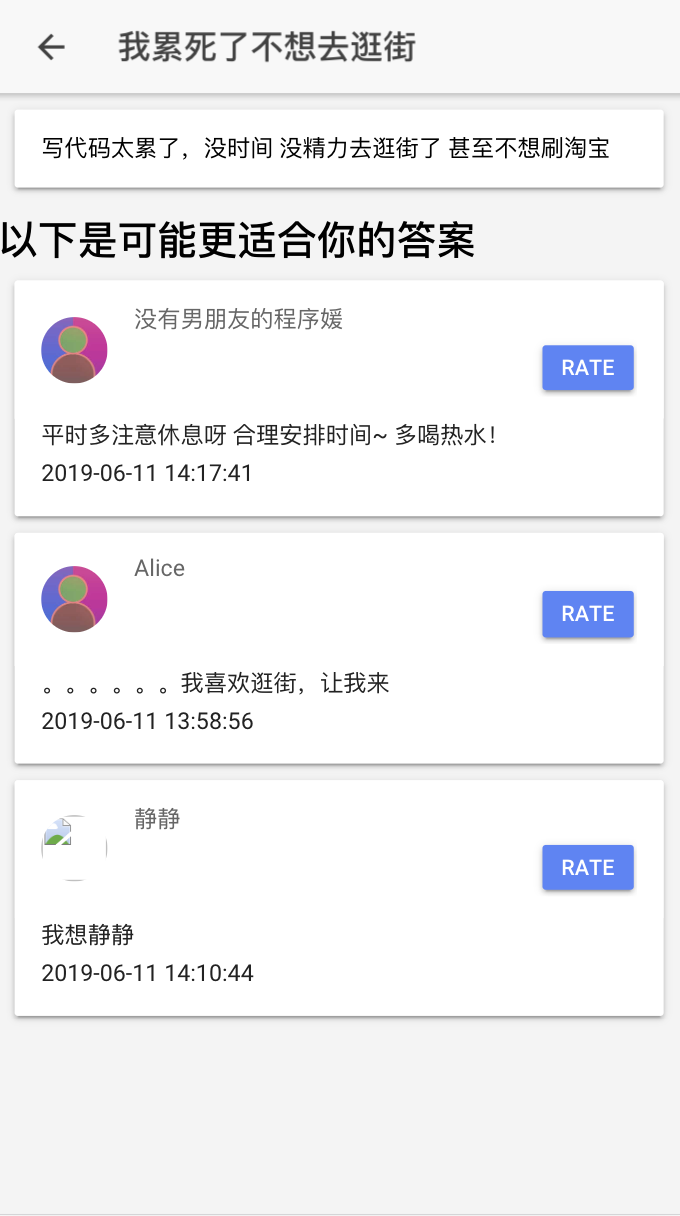 我累死了不想去逛街
写代码太累了，没时间 没精力去逛街了 甚至不想刷淘宝
以下是可能更适合你的答案
没有男朋友的程序媛
RATE
平时多注意休息呀 合理安排时间~ 多喝热水！
2019-06-11 14:17:41
Alice
RATE
。。。。。。我喜欢逛街，让我来
2019-06-11 13:58:56
静静
RATE
我想静静
2019-06-11 14:10:44